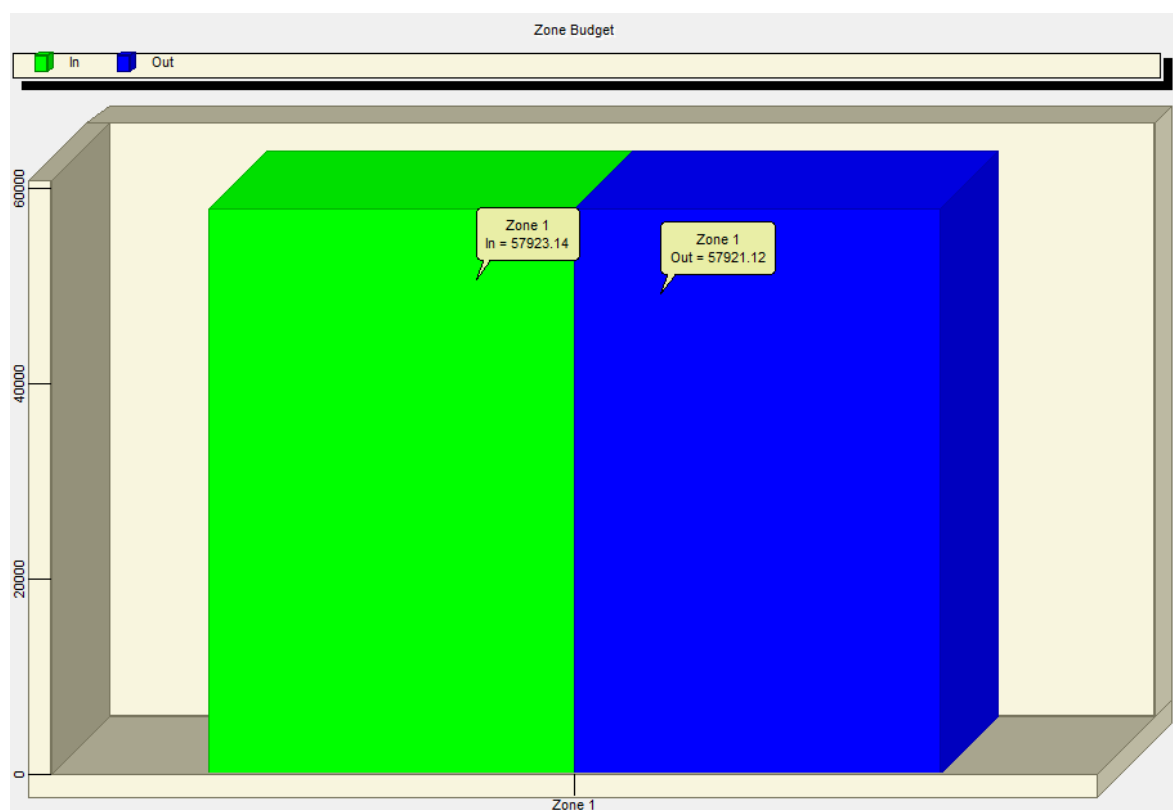 Zone Budget
In
Out
60000
40000
20000
0
Zone 1
In = 57923.14
Zone 1
Out = 57921.12
Zone 1